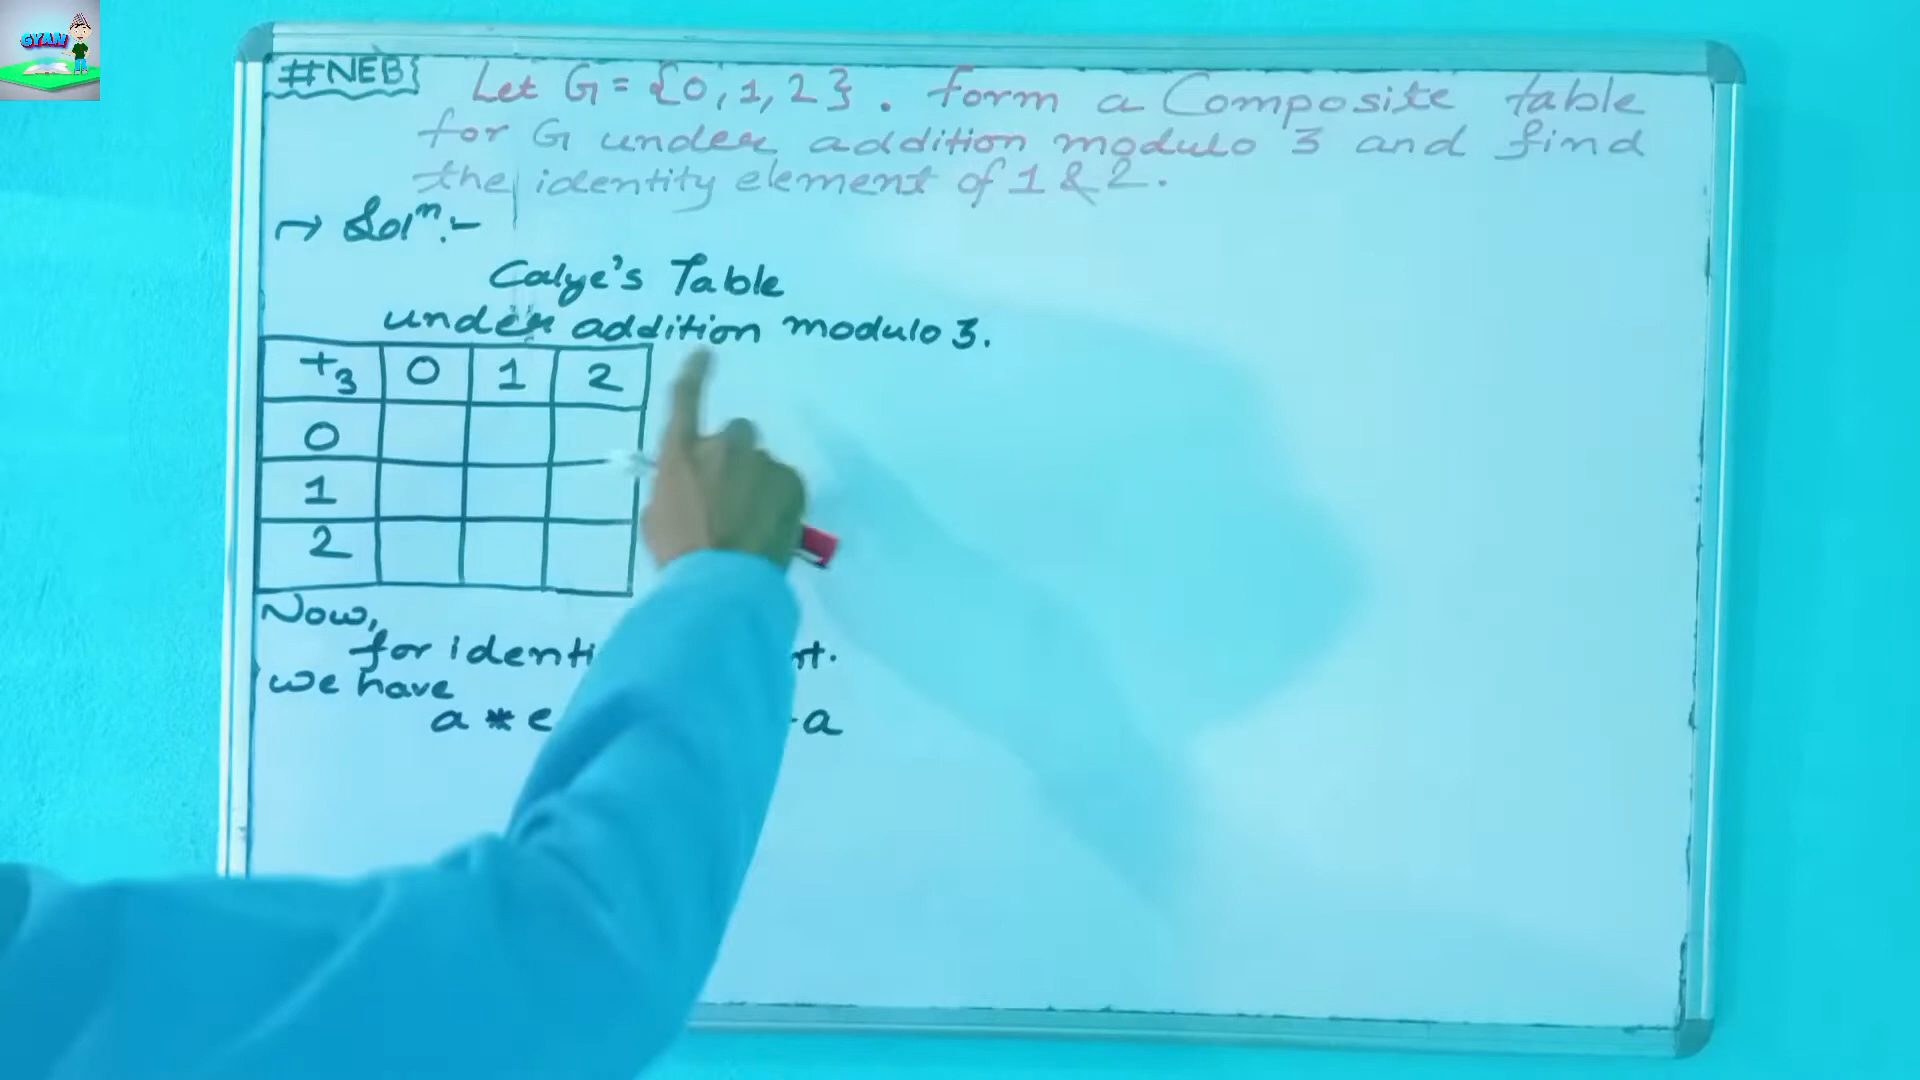 GYAN
#NEB
Let G = {0, 1, 2}. form a Composite table
for G under addition modulo 3 and find
the identity element of 1 & 2.
→ Solⁿ:-
Calye's Table
under addition modulo 3.
+₃ 0 1 2
0
1
2
Now,
for
we have
a * e a